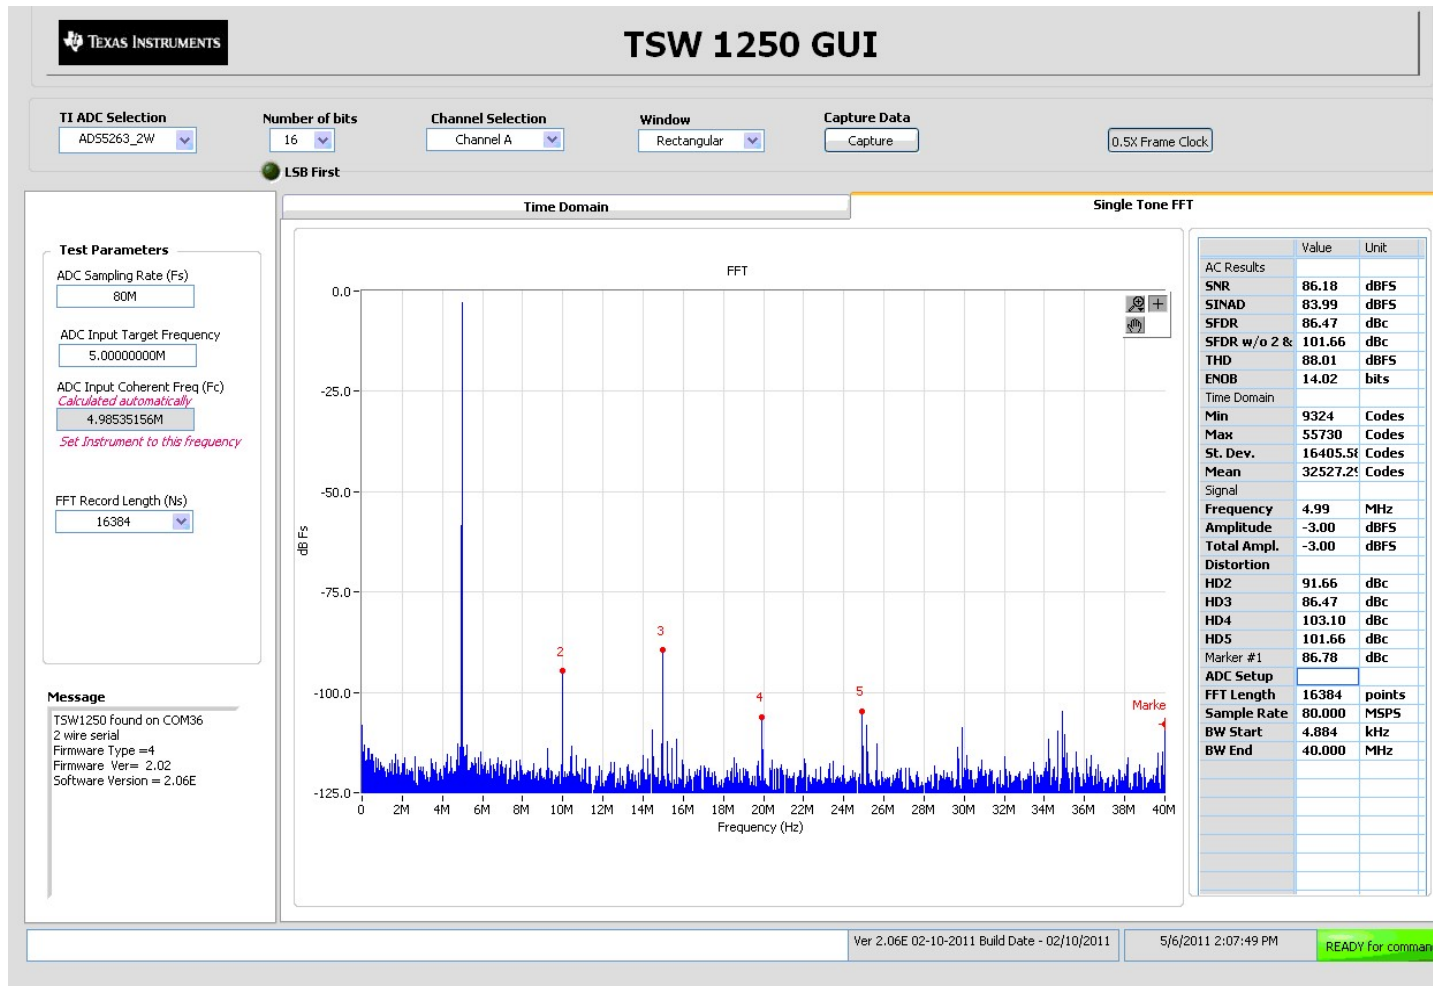 TEXAS INSTRUMENTS
TSW 1250 GUI
TI ADC Selection
ADS5263_2W
Number of bits
16
LSB First
Channel Selection
Channel A
Window
Rectangular
Capture Data
Capture
0.5X Frame Clock
Time Domain
Single Tone FFT
Test Parameters
ADC Sampling Rate (Fs)
80M
ADC Input Target Frequency
5.00000000M
ADC Input Coherent Freq (Fc)
Calculated automatically
4.98535156M
Set Instrument to this frequency
FFT Record Length (Ns)
16384
Message
TSW1250 found on COM36
2 wire serial
Firmware Type =4
Firmware Ver= 2.02
Software Version = 2.06E
FFT
0.0
-25.0
-50.0
-75.0
-100.0
-125.0
dB Fs
2
3
4
5
Marke
0 2M 4M 6M 8M 10M 12M 14M 16M 18M 20M 22M 24M 26M 28M 30M 32M 34M 36M 38M 40M
Frequency (Hz)
Value Unit
AC Results
SNR 86.18 dBFS
SINAD 83.99 dBFS
SFDR 86.47 dBc
SFDR w/o 2 & 101.66 dBc
THD 88.01 dBFS
ENOB 14.02 bits
Time Domain
Min 9324 Codes
Max 55730 Codes
St. Dev. 16405.58 Codes
Mean 32527.29 Codes
Signal
Frequency 4.99 MHz
Amplitude -3.00 dBFS
Total Ampl. -3.00 dBFS
Distortion
HD2 91.66 dBc
HD3 86.47 dBc
HD4 103.10 dBc
HD5 101.66 dBc
Marker #1 86.78 dBc
ADC Setup
FFT Length 16384 points
Sample Rate 80.000 MSPS
BW Start 4.884 kHz
BW End 40.000 MHz
Ver 2.06E 02-10-2011 Build Date - 02/10/2011
5/6/2011 2:07:49 PM
READY for comman